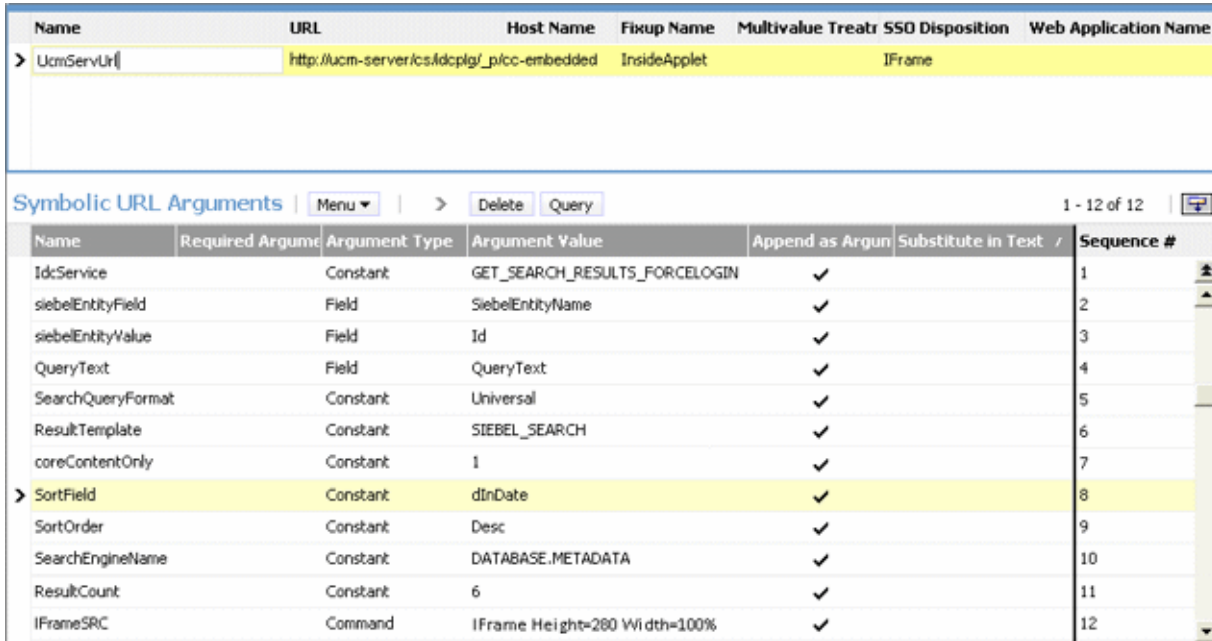 Name URL Host Name Fixup Name Multivalue Treatr SSO Disposition Web Application Name
UcmServUrl http://ucm-server/cs/idcplg/_p/cc-embedded InsideApplet IFrame
Symbolic URL Arguments Menu Delete Query 1 - 12 of 12
Name Required Argume Argument Type Argument Value Append as Argun Substitute in Text Sequence #
IdcService Constant GET_SEARCH_RESULTS_FORCELOGIN 1
siebelEntityField Field SiebelEntityName 2
siebelEntityValue Field Id 3
QueryText Field QueryText 4
SearchQueryFormat Constant Universal 5
ResultTemplate Constant SIEBEL_SEARCH 6
coreContentOnly Constant 1 7
SortField Constant dInDate 8
SortOrder Constant Desc 9
SearchEngineName Constant DATABASE.METADATA 10
ResultCount Constant 6 11
IFrameSRC Command IFrame Height=280 Width=100% 12